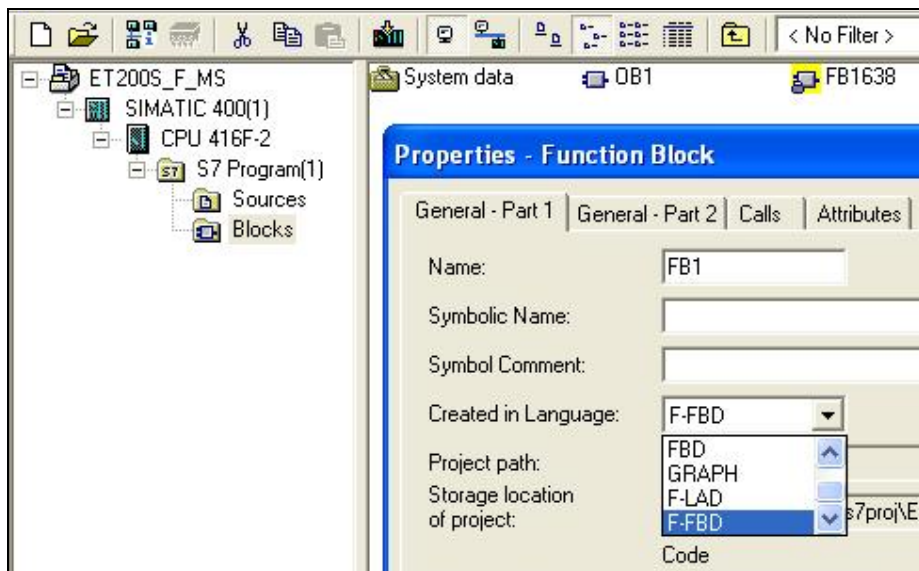 < No Filter >
ET200S_F_MS
SIMATIC 400(1)
CPU 416F-2
S7 Program(1)
Sources
Blocks
System data
OB1
FB1638
Properties - Function Block
General - Part 1
General - Part 2
Calls
Attributes
Name:
FB1
Symbolic Name:
Symbol Comment:
Created in Language:
F-FBD
FBD
GRAPH
F-LAD
F-FBD
Project path:
Storage location
of project:
s7proj\E
Code